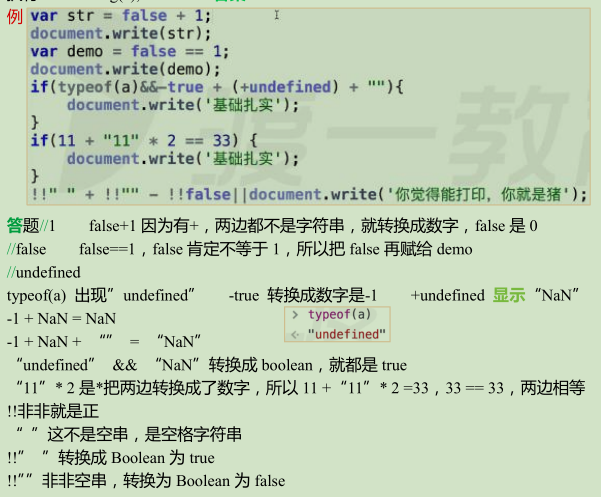 例 var str = false + 1;
document.write(str);
var demo = false == 1;
document.write(demo);
if(typeof(a)&&-true + (+undefined) + ""){
document.write('基础扎实');
}
if(11 + "11" * 2 == 33) {
document.write('基础扎实');
}
!!" " + !!"" - !!false||document.write('你觉得能打印，你就是猪');
答题//1 false+1 因为有+，两边都不是字符串，就转换成数字，false 是 0
//false false==1，false 肯定不等于 1，所以把 false 再赋给 demo
//undefined
typeof(a) 出现”undefined” -true 转换成数字是-1 +undefined 显示“NaN”
-1 + NaN = NaN
> typeof(a)
-1 + NaN + “” = “NaN”
< "undefined"
“undefined” && “NaN”转换成 boolean，就都是 true
“11”* 2 是*把两边转换成了数字，所以 11 +“11”* 2 =33，33 == 33，两边相等
!!非非就是正
“ ”这不是空串，是空格字符串
!!” ”转换成 Boolean 为 true
!!””非非空串，转换为 Boolean 为 false